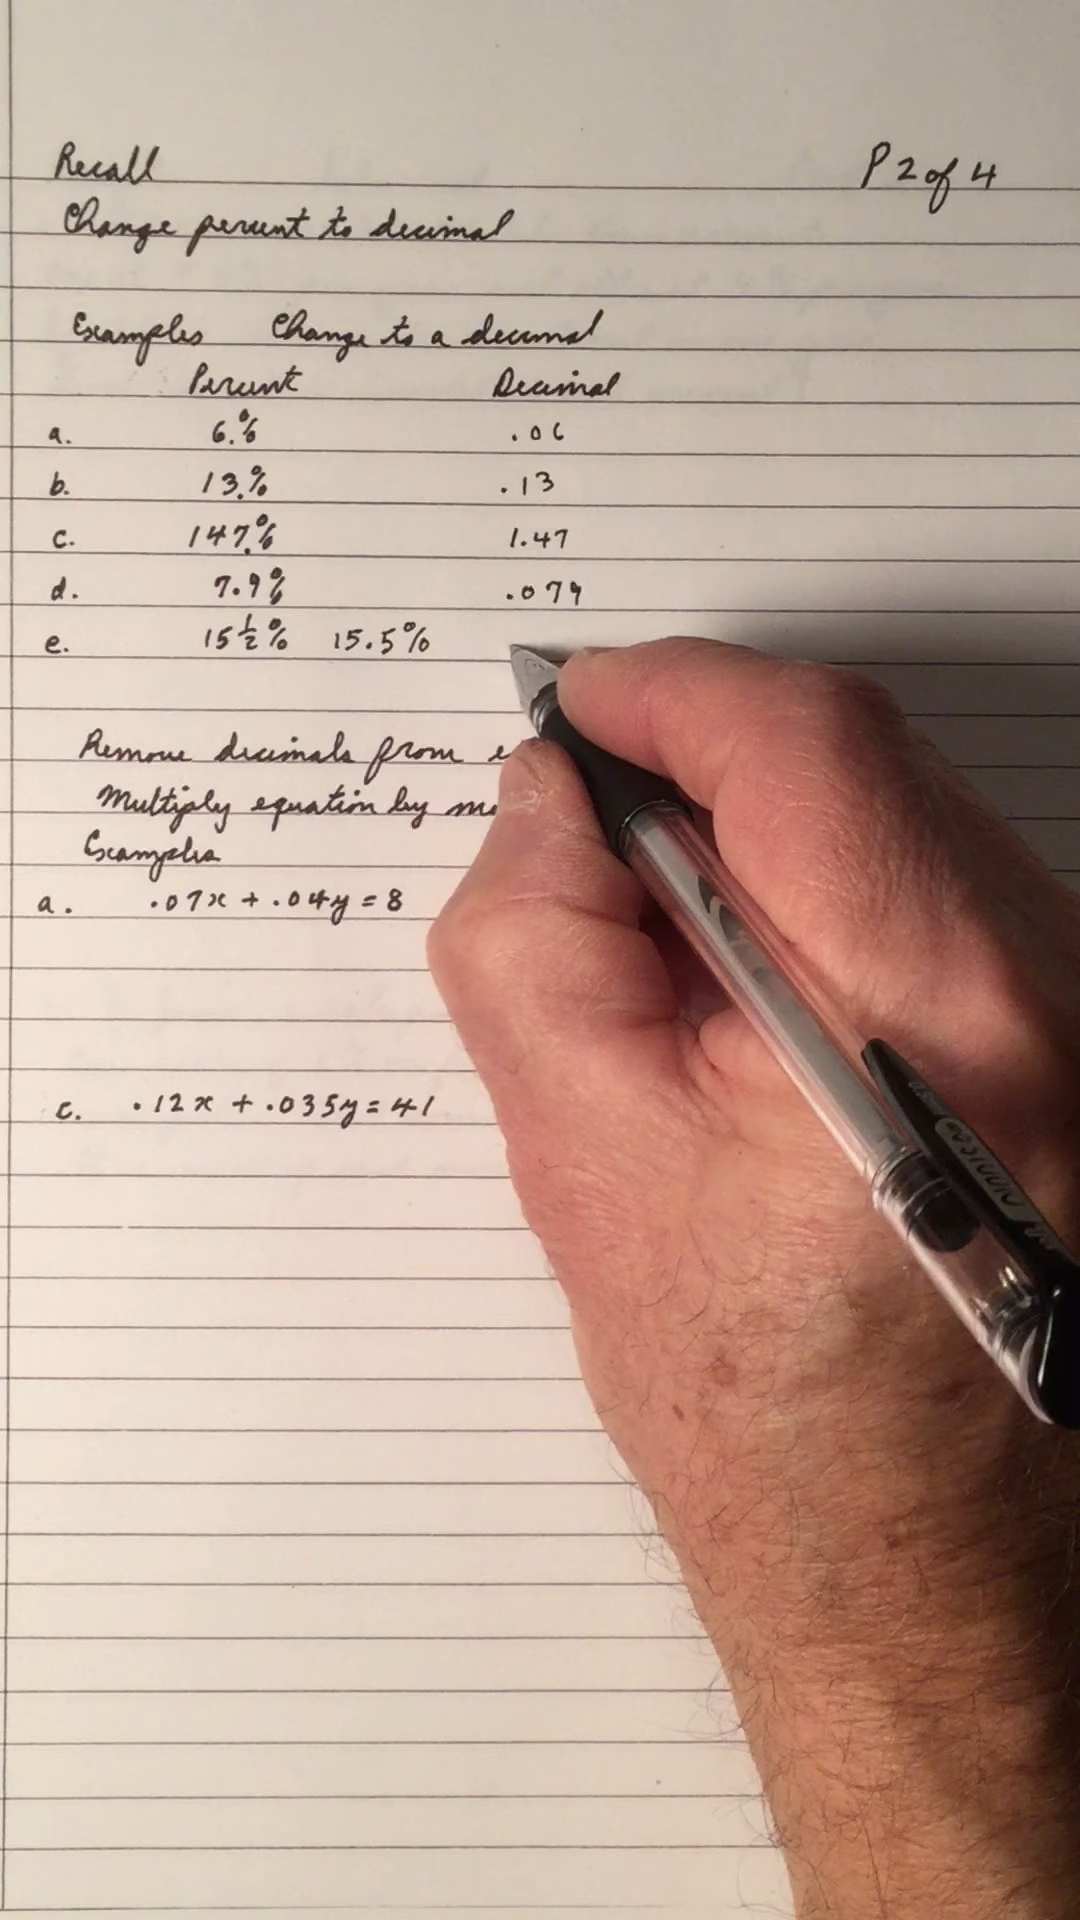 Recall
P 2 of 4
Change percent to decimal
Examples Change to a decimal
Percent Decimal
a. 6.% .06
b. 13.% .13
c. 147.% 1.47
d. 7.9% .079
e. 15 1/2 % 15.5%
Remove decimals from
Multiply equation by
Examples
a. .07x + .04y = 8
c. .12x + .035y = 41